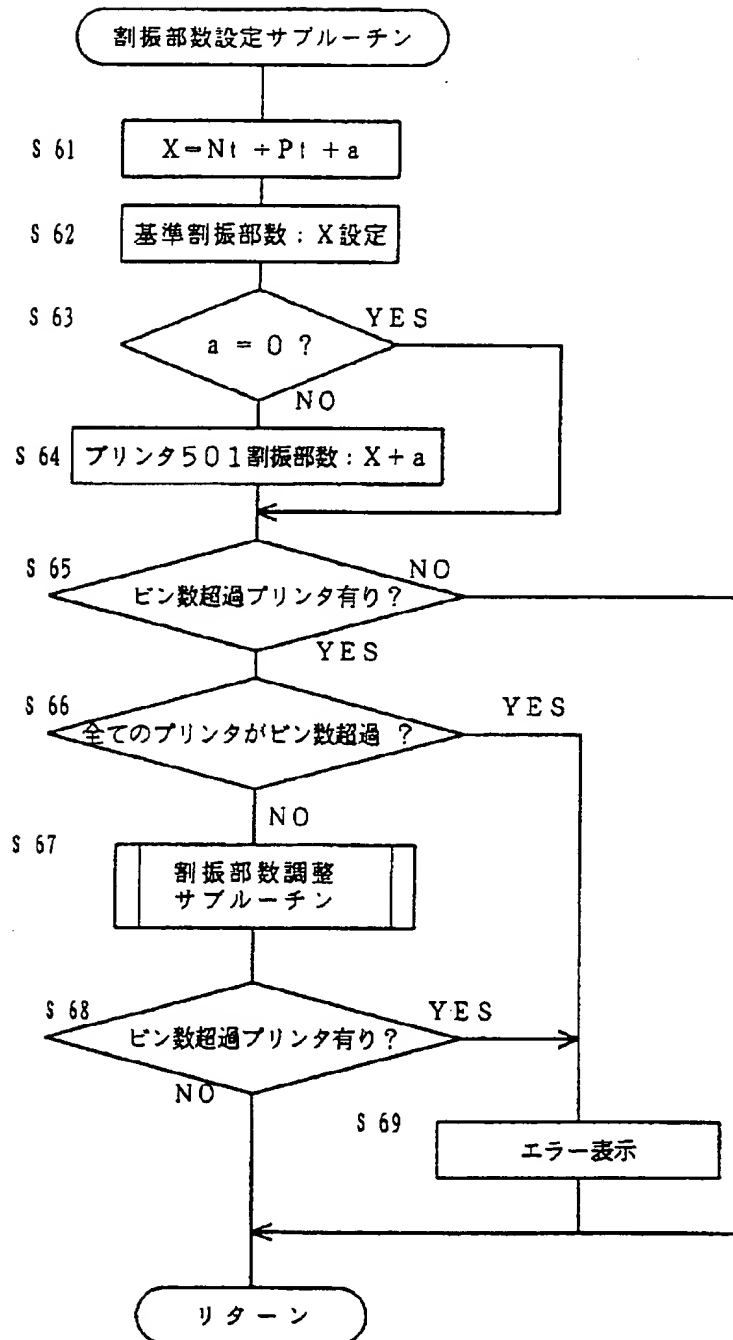 割振部数設定サブルーチン
S 61
X=Nt÷Pt+a
S 62
基準割振部数：X設定
S 63
YES
a = 0 ?
NO
S 64
プリンタ501割振部数：X+a
S 65
NO
ビン数超過プリンタ有り？
YES
S 66
YES
全てのプリンタがビン数超過 ？
NO
S 67
割振部数調整
サブルーチン
S 68
YES
ビン数超過プリンタ有り？
NO
S 69
エラー表示
リターン